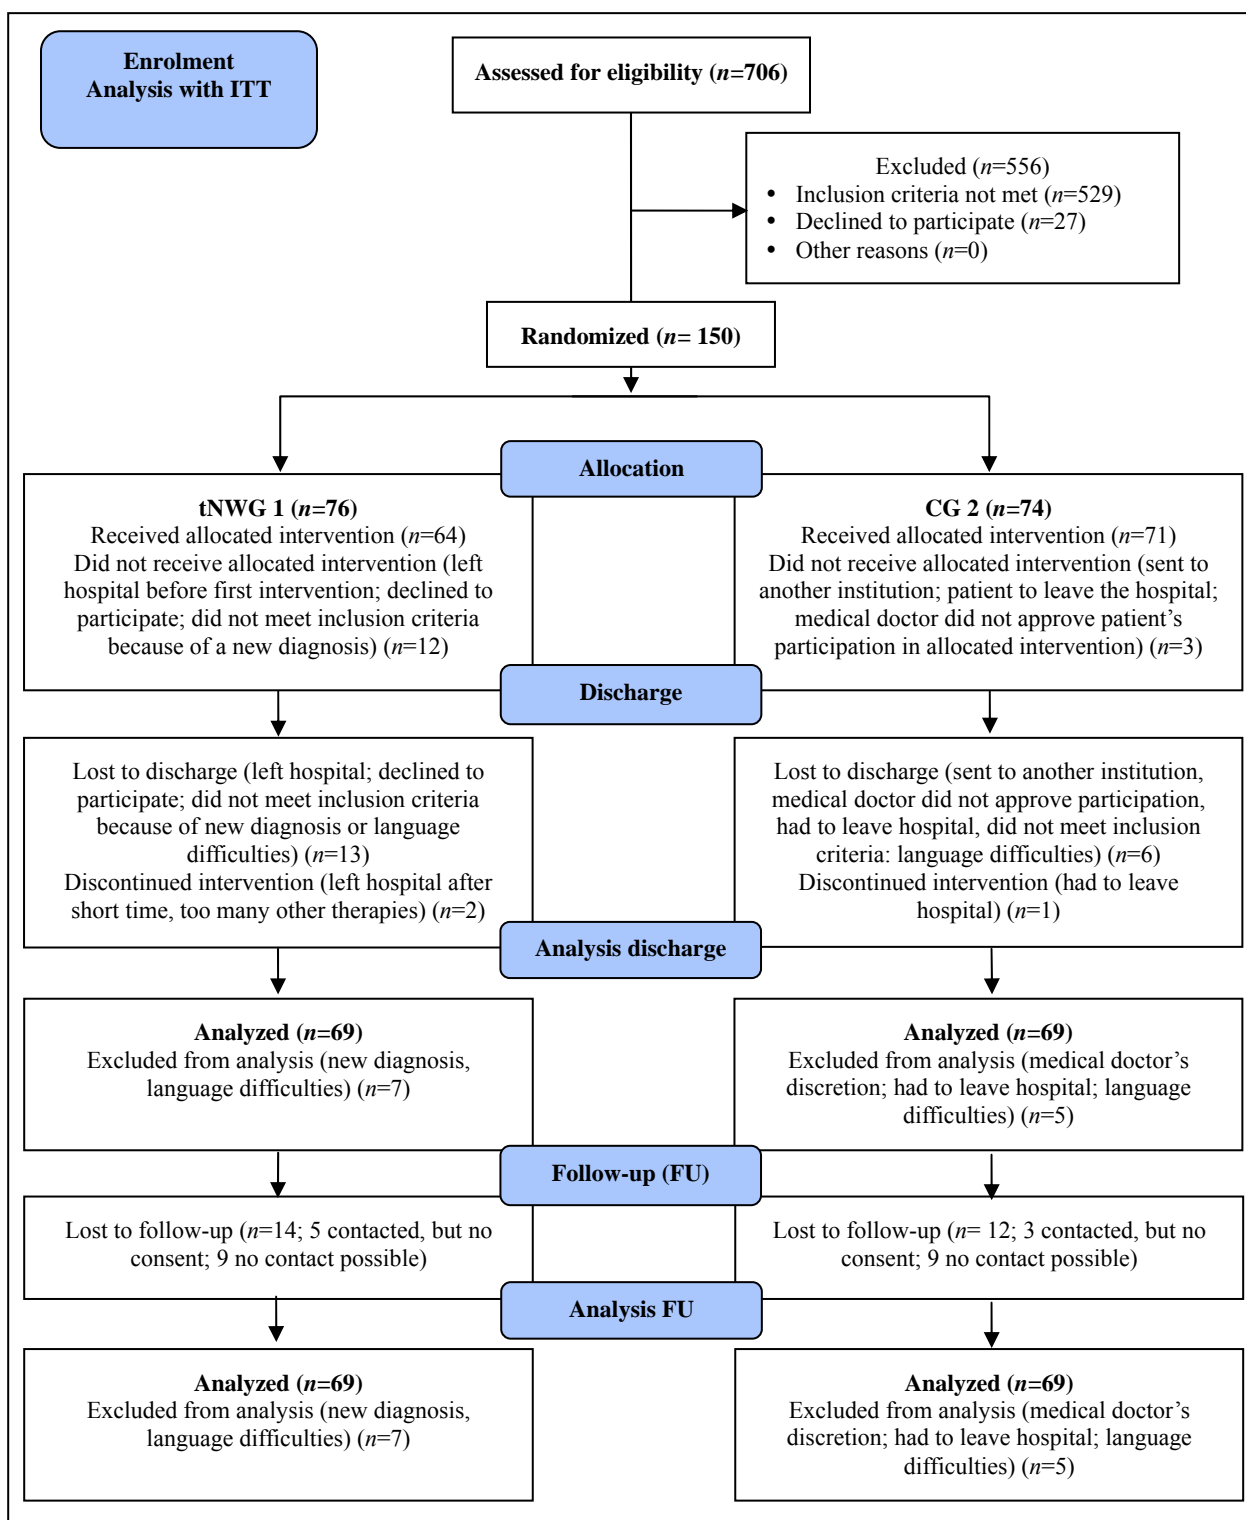 Enrolment
Analysis with ITT
Assessed for eligibility (n=706)
Excluded (n=556)
• Inclusion criteria not met (n=529)
• Declined to participate (n=27)
• Other reasons (n=0)
Randomized (n= 150)
Allocation
tNWG 1 (n=76)
Received allocated intervention (n=64)
Did not receive allocated intervention (left
hospital before first intervention; declined to
participate; did not meet inclusion criteria
because of a new diagnosis) (n=12)
CG 2 (n=74)
Received allocated intervention (n=71)
Did not receive allocated intervention (sent to
another institution; patient to leave the hospital;
medical doctor did not approve patient’s
participation in allocated intervention) (n=3)
Discharge
Lost to discharge (left hospital; declined to
participate; did not meet inclusion criteria
because of new diagnosis or language
difficulties) (n=13)
Discontinued intervention (left hospital after
short time, too many other therapies) (n=2)
Lost to discharge (sent to another institution,
medical doctor did not approve participation,
had to leave hospital, did not meet inclusion
criteria: language difficulties) (n=6)
Discontinued intervention (had to leave
hospital) (n=1)
Analysis discharge
Analyzed (n=69)
Excluded from analysis (new diagnosis,
language difficulties) (n=7)
Analyzed (n=69)
Excluded from analysis (medical doctor’s
discretion; had to leave hospital; language
difficulties) (n=5)
Follow-up (FU)
Lost to follow-up (n=14; 5 contacted, but no
consent; 9 no contact possible)
Lost to follow-up (n= 12; 3 contacted, but no
consent; 9 no contact possible)
Analysis FU
Analyzed (n=69)
Excluded from analysis (new diagnosis,
language difficulties) (n=7)
Analyzed (n=69)
Excluded from analysis (medical doctor’s
discretion; had to leave hospital; language
difficulties) (n=5)